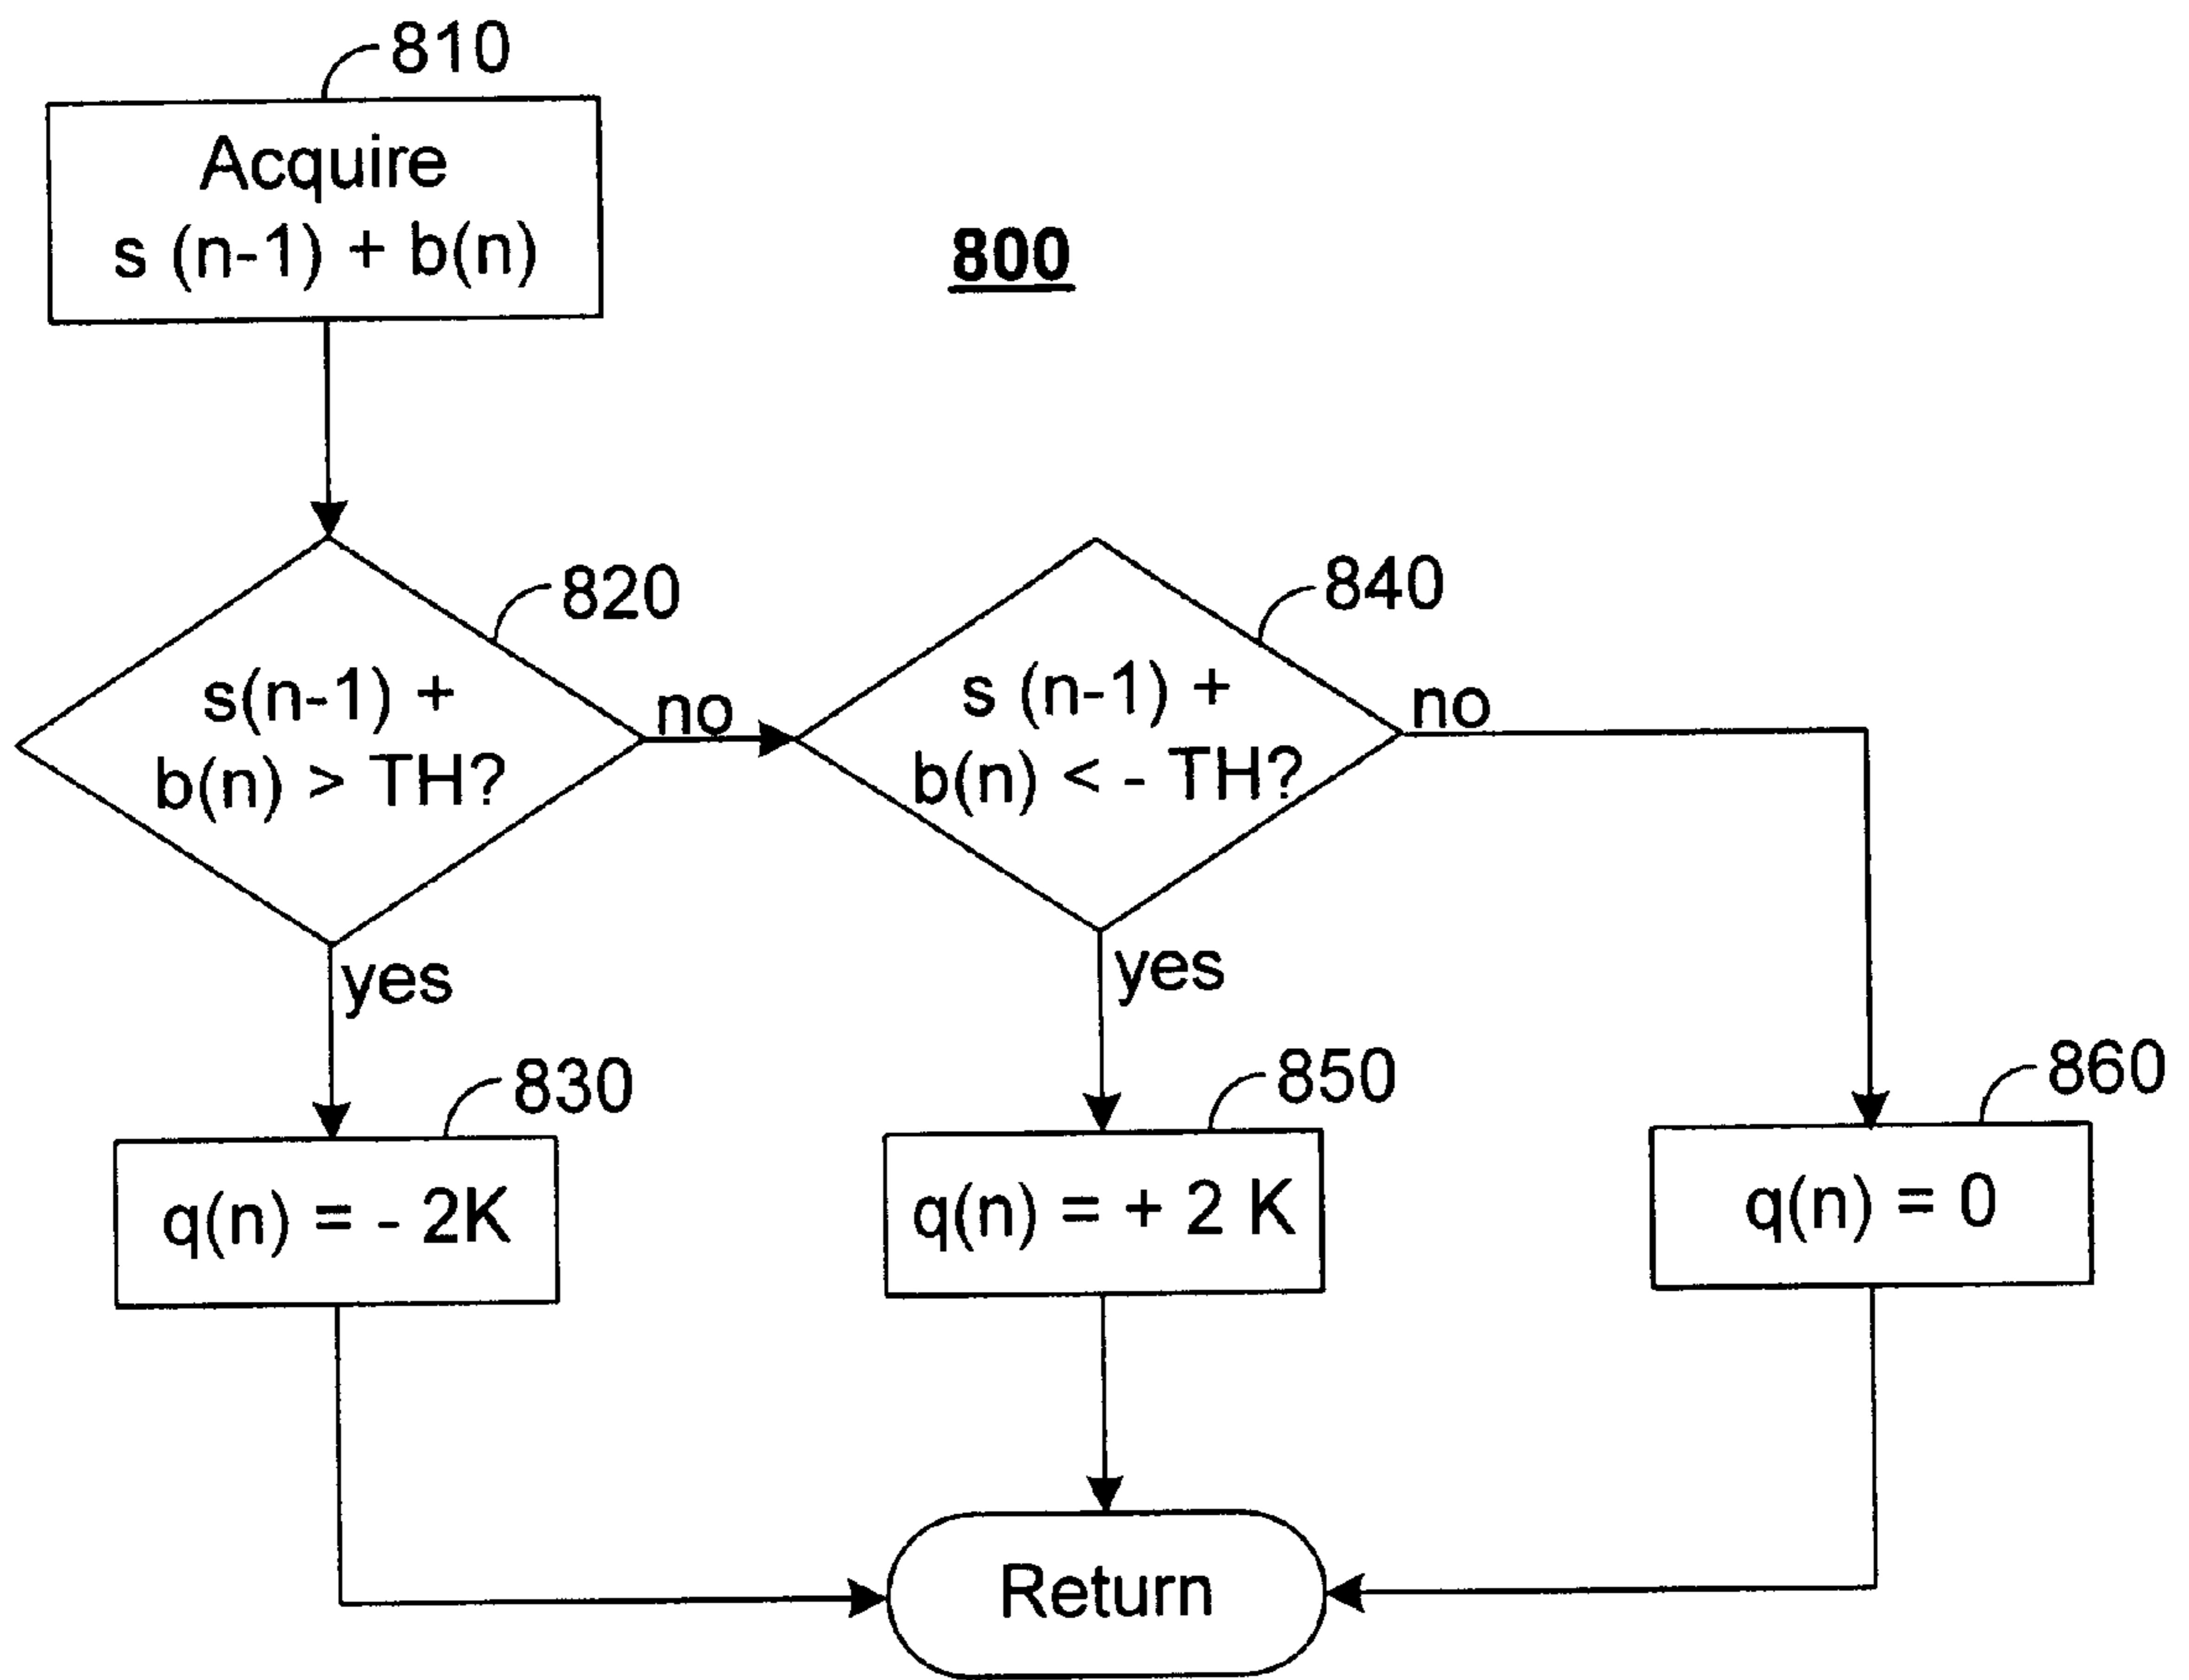 810
Acquire
s (n-1) + b(n)
800
820
s(n-1) +
b(n) > TH?
no
840
s (n-1) +
b(n) < - TH?
no
yes
yes
830
q(n) = - 2K
850
q(n) = + 2 K
860
q(n) = 0
Return